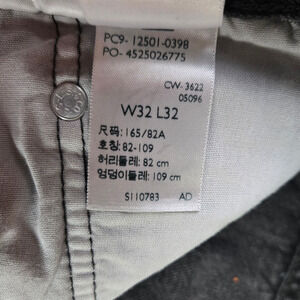 PC9- 12501-0398
PO- 4525026775
CW- 3622
05096
W32 L32
尺码:165/82A
호칭:82-109
허리둘레: 82 cm
엉덩이둘레: 109 cm
S110783 AD